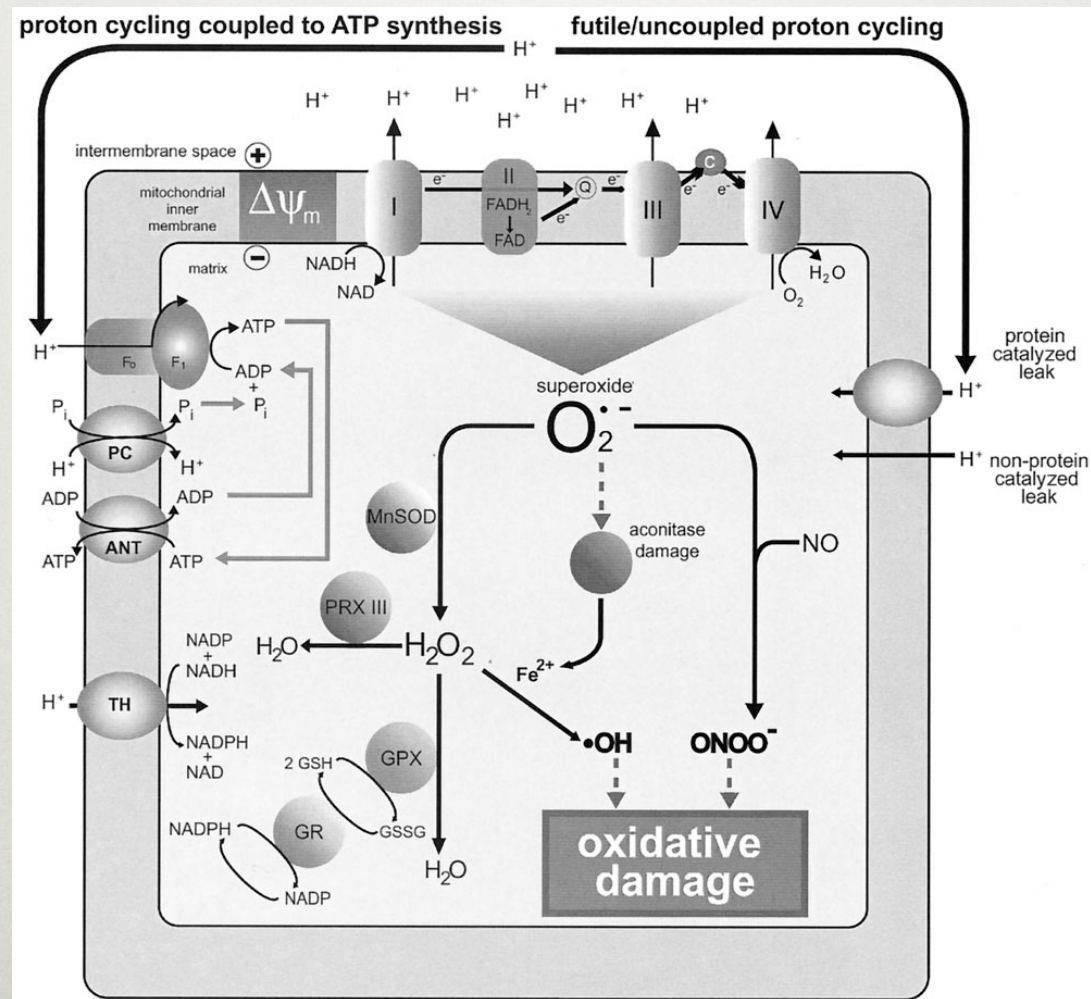 proton cycling coupled to ATP synthesis
futile/uncoupled proton cycling
H⁺
H⁺ H⁺ H⁺ H⁺ H⁺ H⁺ H⁺
H⁺
intermembrane space +
mitochondrial
inner
membrane
ΔΨm
matrix −
I
e⁻
II
FADH₂
FAD
e⁻
Q
e⁻
III
e⁻
C
e⁻
IV
NADH
NAD
H₂O
O₂
H⁺
F₀
F₁
ATP
ADP
+
Pᵢ
Pᵢ
Pᵢ
PC
H⁺
H⁺
ADP
ADP
ANT
ATP
ATP
protein
catalyzed
leak
H⁺
H⁺
non-protein
catalyzed
leak
superoxide
O₂•⁻
MnSOD
aconitase
damage
NO
PRX III
H₂O
H₂O₂
Fe²⁺
NADP
+
NADH
H⁺
TH
NADPH
+
NAD
•OH
ONOO⁻
2 GSH
GPX
GSSG
NADPH
GR
NADP
H₂O
oxidative
damage